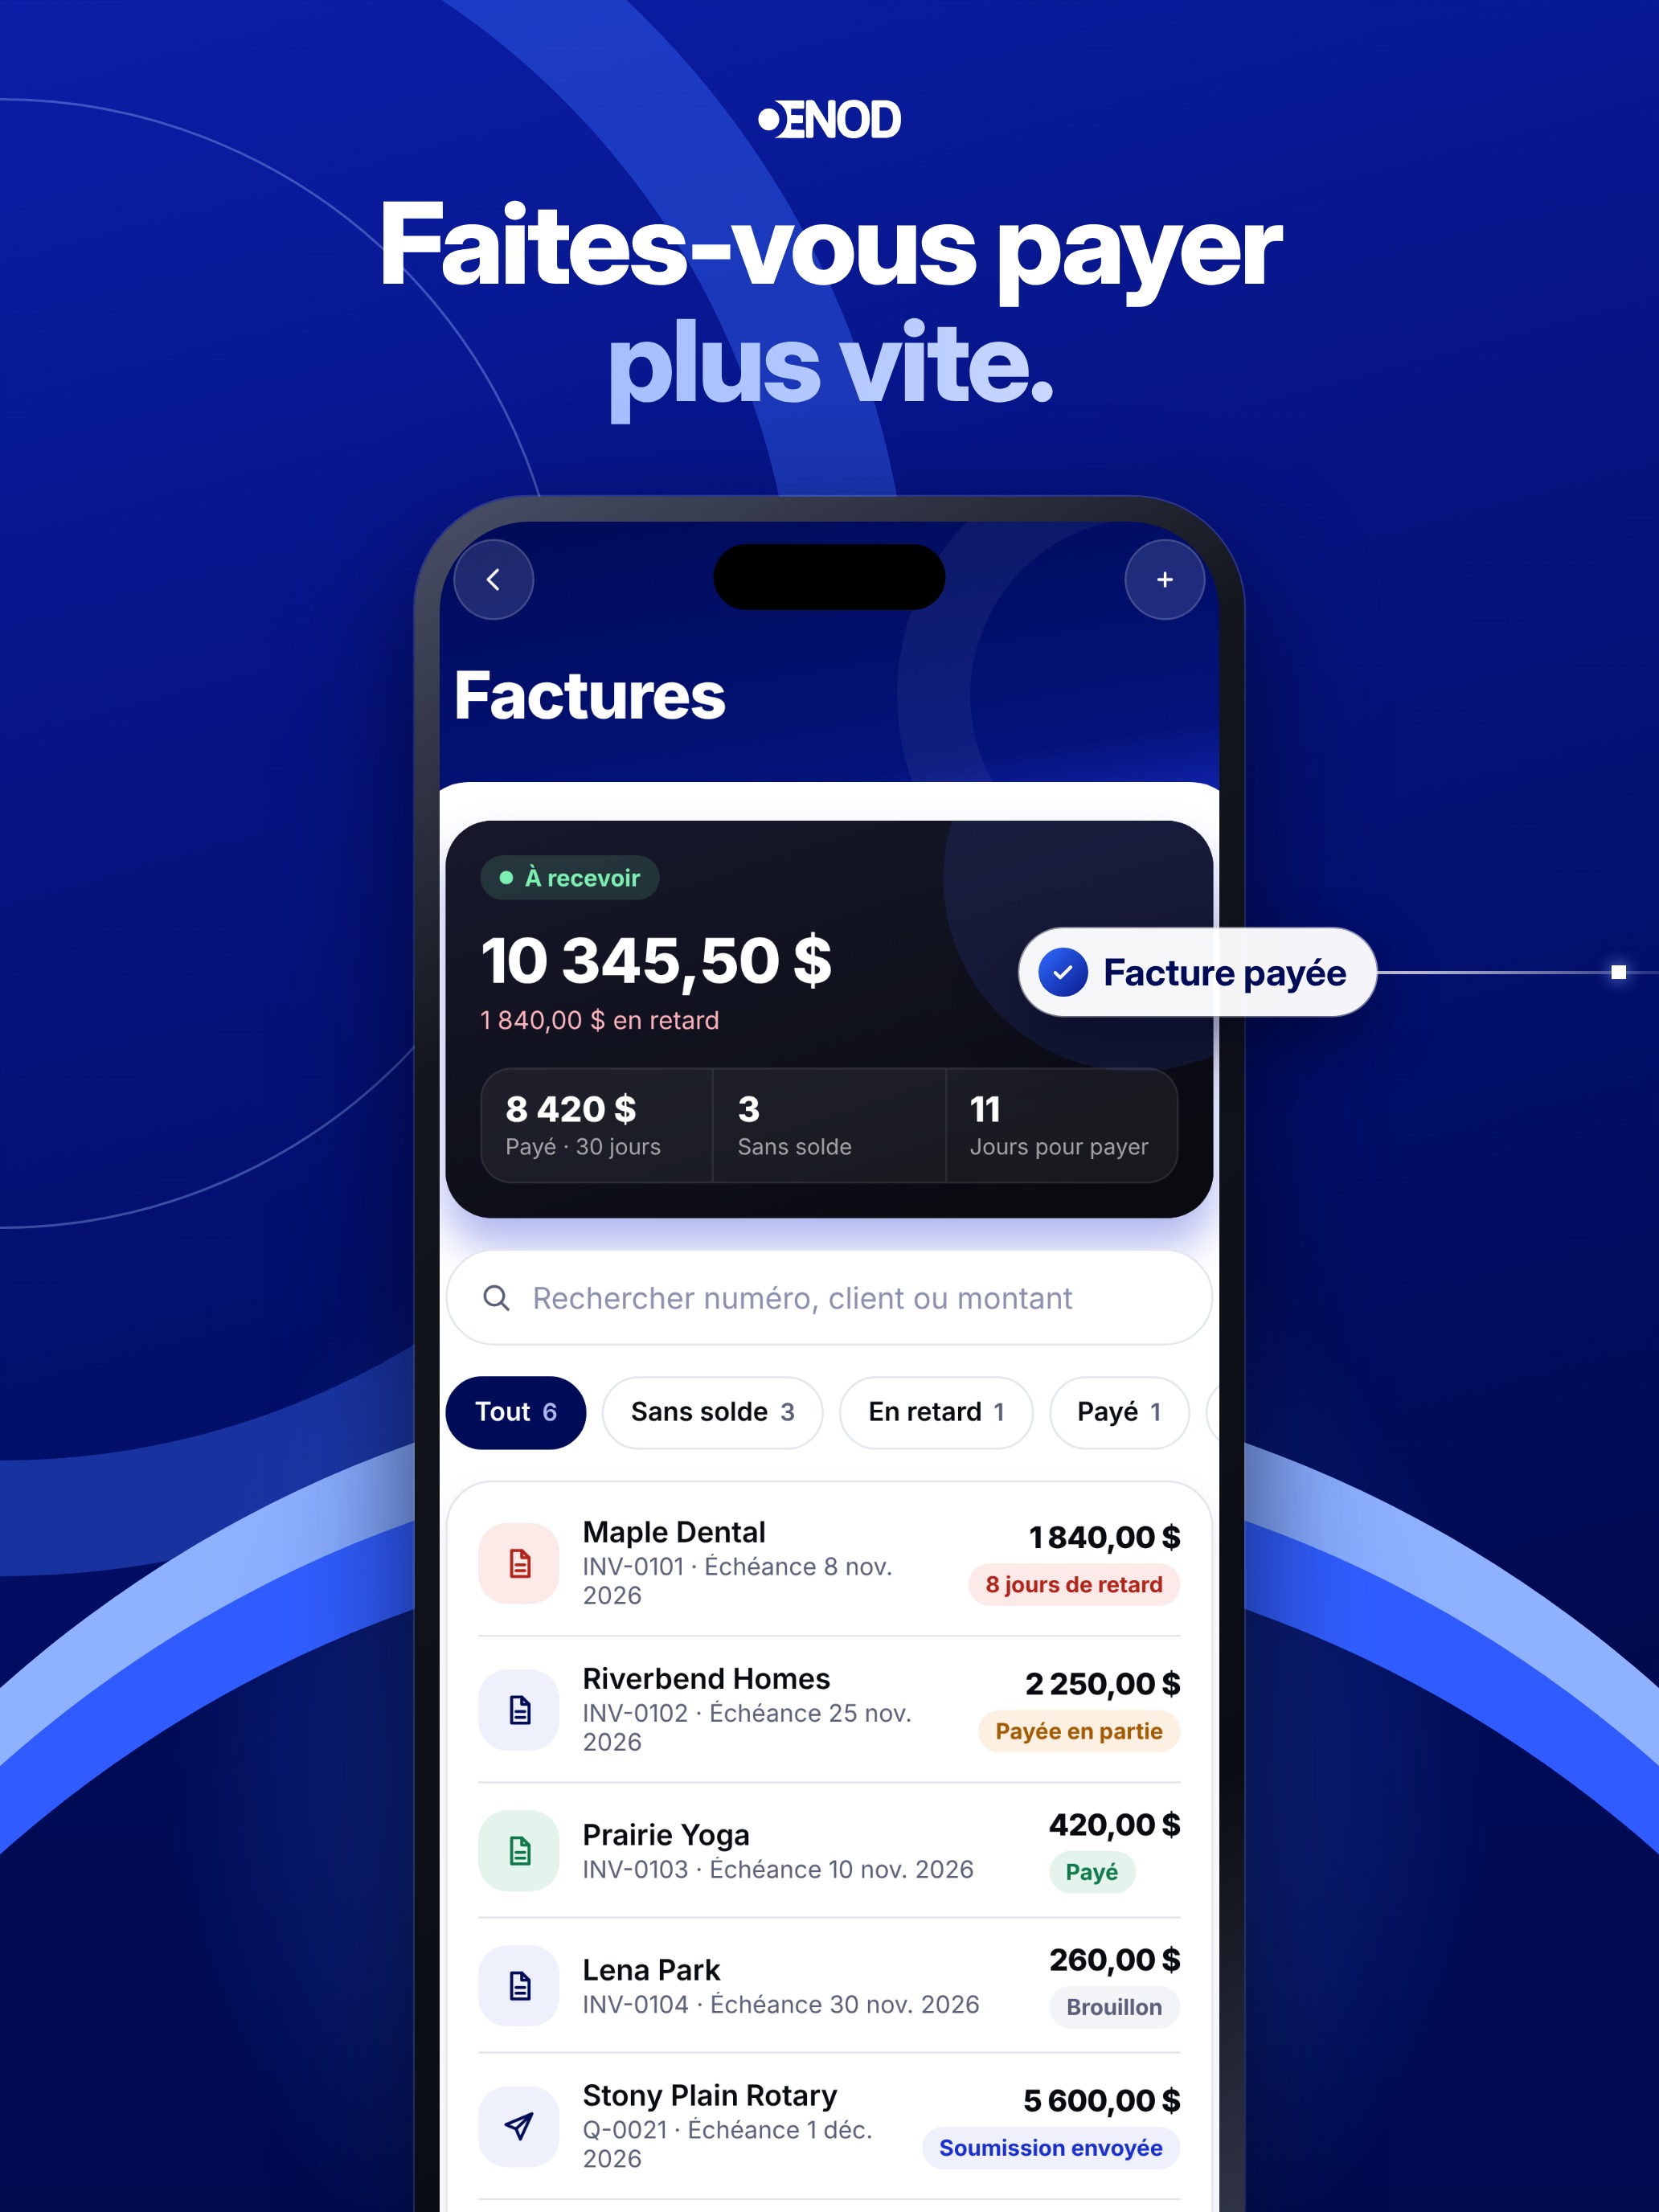 ENOD
Faites-vous payer
plus vite.
Factures
À recevoir
10 345,50 $
1 840,00 $ en retard
Facture payée
8 420 $
Payé · 30 jours
3
Sans solde
11
Jours pour payer
Rechercher numéro, client ou montant
Tout 6
Sans solde 3
En retard 1
Payé 1
Maple Dental
INV-0101 · Échéance 8 nov.
2026
1 840,00 $
8 jours de retard
Riverbend Homes
INV-0102 · Échéance 25 nov.
2026
2 250,00 $
Payée en partie
Prairie Yoga
INV-0103 · Échéance 10 nov. 2026
420,00 $
Payé
Lena Park
INV-0104 · Échéance 30 nov. 2026
260,00 $
Brouillon
Stony Plain Rotary
Q-0021 · Échéance 1 déc.
2026
5 600,00 $
Soumission envoyée